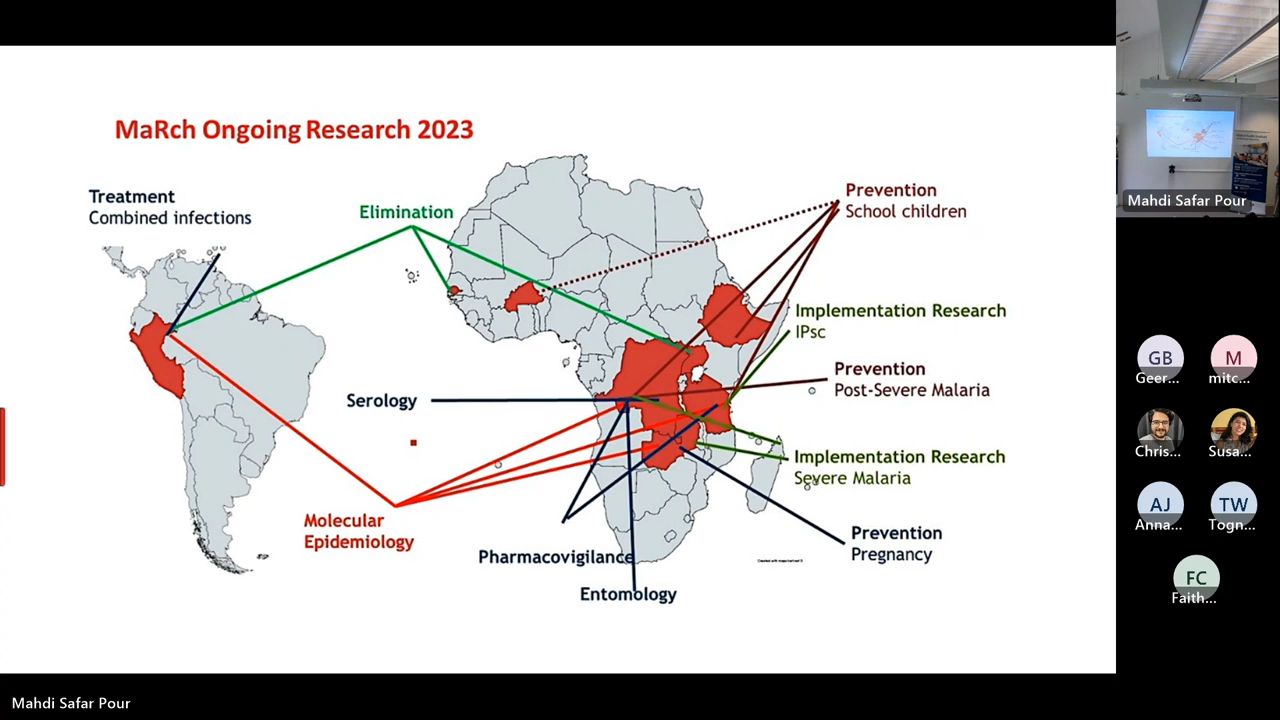 MaRch Ongoing Research 2023
Treatment
Combined infections
Elimination
Prevention
School children
Implementation Research
IPsc
Prevention
Post-Severe Malaria
Serology
Implementation Research
Severe Malaria
Molecular
Epidemiology
Prevention
Pregnancy
Pharmacovigilance
Entomology
Mahdi Safar Pour
GB
Geer...
M
mitc...
Chris...
Susa...
AJ
Anna...
TW
Togn...
FC
Faith...
Mahdi Safar Pour